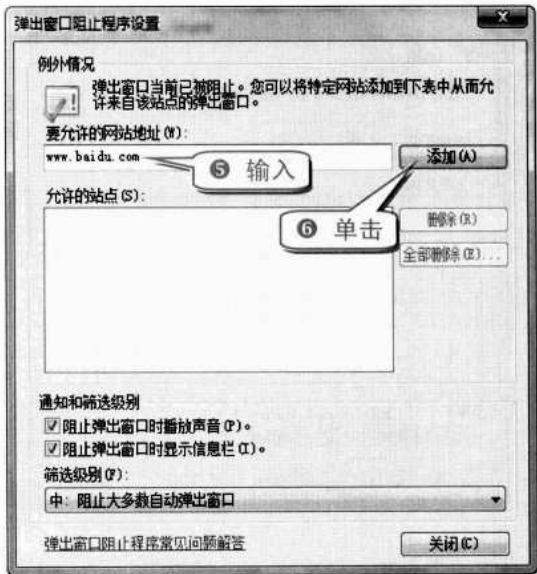 弹出窗口阻止程序设置
例外情况
弹出窗口当前已被阻止。您可以将特定网站添加到下表中从而允
许来自该站点的弹出窗口。
要允许的网站地址(W):
www.baidu.com
添加(A)
❺ 输入
允许的站点(S):
删除(R)
❻ 单击
全部删除(E)...
通知和筛选级别
阻止弹出窗口时播放声音(P)。
阻止弹出窗口时显示信息栏(I)。
筛选级别(F):
中: 阻止大多数自动弹出窗口
弹出窗口阻止程序常见问题解答
关闭(C)